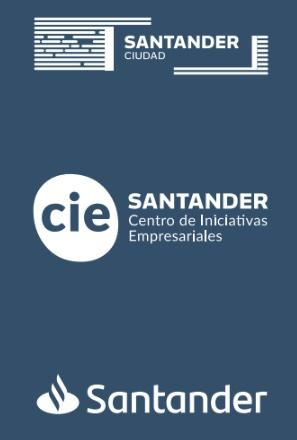 SANTANDER
CIUDAD
cie
SANTANDER
Centro de Iniciativas
Empresariales
Santander